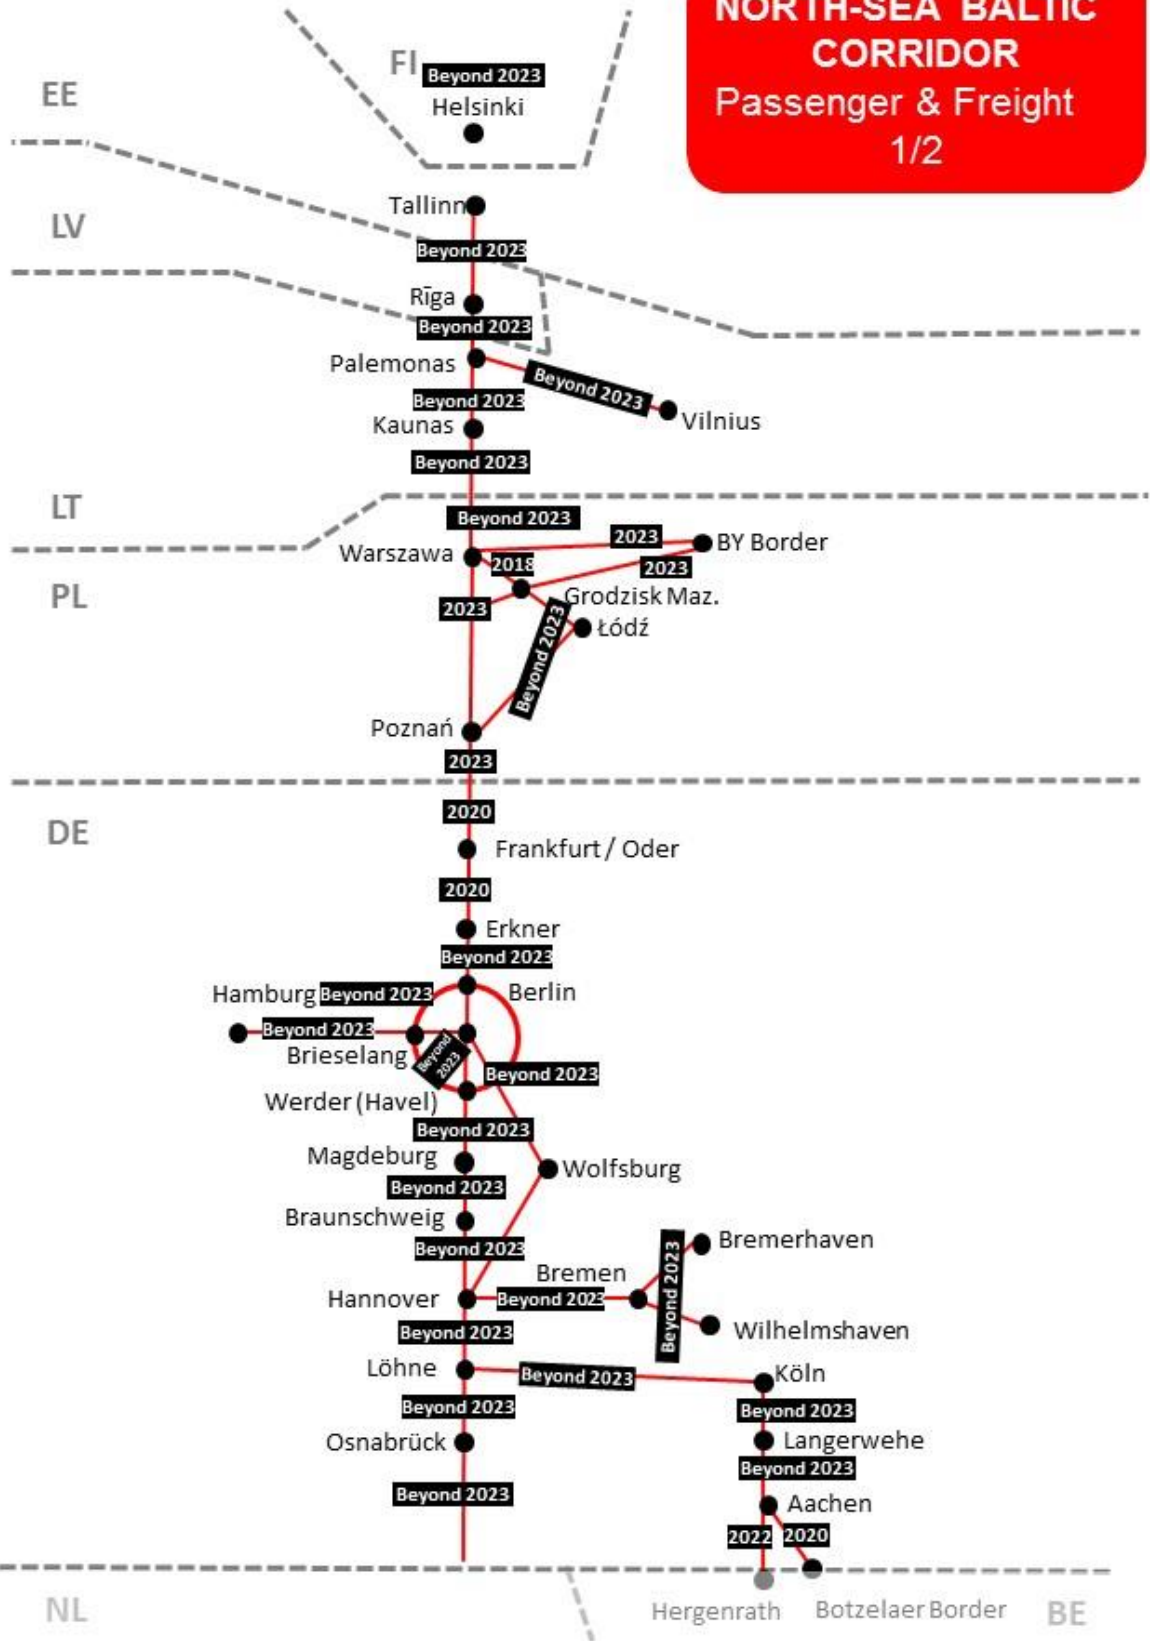 NORTH-SEA BALTIC
CORRIDOR
Passenger & Freight
1/2
FI
Beyond 2023
Helsinki
EE
Tallinn
LV
Beyond 2023
Rīga
Beyond 2023
Palemonas
Beyond 2023
Vilnius
Beyond 2023
Kaunas
Beyond 2023
LT
Beyond 2023
Warszawa
2023
BY Border
2018
2023
PL
2023
Grodzisk Maz.
Łódź
Beyond 2023
Poznań
2023
2020
DE
Frankfurt / Oder
2020
Erkner
Beyond 2023
Hamburg
Beyond 2023
Berlin
Beyond 2023
Brieselang
Beyond
2023
Beyond 2023
Werder (Havel)
Beyond 2023
Magdeburg
Wolfsburg
Beyond 2023
Braunschweig
Beyond 2023
Bremerhaven
Bremen
Beyond 2023
Hannover
Beyond 2023
Wilhelmshaven
Beyond 2023
Löhne
Beyond 2023
Köln
Beyond 2023
Beyond 2023
Osnabrück
Langerwehe
Beyond 2023
Beyond 2023
Aachen
2022
2020
NL
Hergenrath
Botzelaer Border
BE